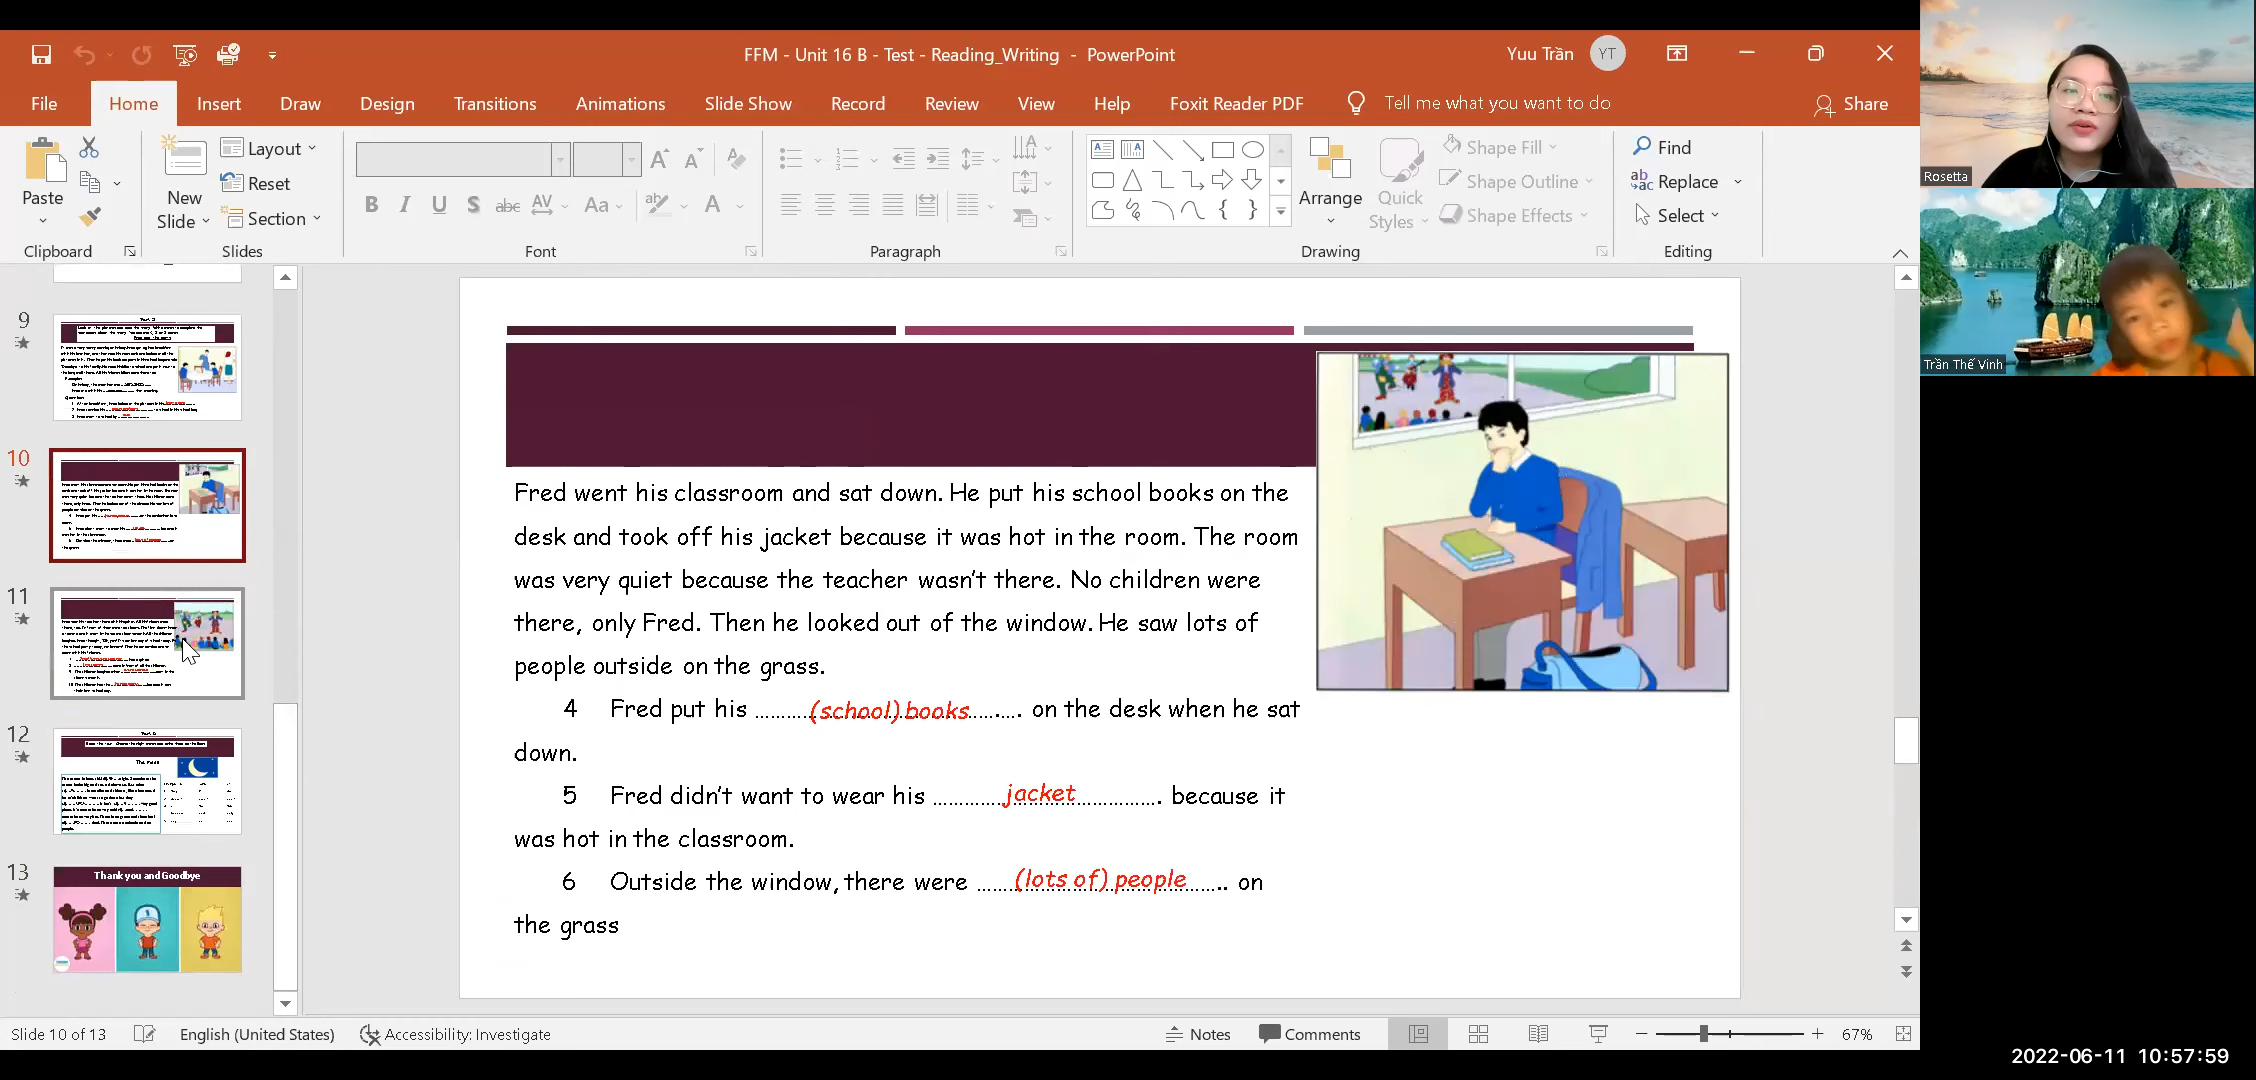 FFM - Unit 16 B - Test - Reading_Writing - PowerPoint
Yuu Trần
YT
File
Home
Insert
Draw
Design
Transitions
Animations
Slide Show
Record
Review
View
Help
Foxit Reader PDF
Tell me what you want to do
Share
Paste
New
Slide
Layout
Reset
Section
Shape Fill
Shape Outline
Shape Effects
Arrange
Quick
Styles
Find
Replace
Select
Clipboard
Slides
Font
Paragraph
Drawing
Editing
Rosetta
Trần Thế Vinh
9
10
11
12
13
Thank you and Goodbye
Fred went his classroom and sat down. He put his school books on the
desk and took off his jacket because it was hot in the room. The room
was very quiet because the teacher wasn't there. No children were
there, only Fred. Then he looked out of the window. He saw lots of
people outside on the grass.
4 Fred put his ..........(school) books.......... on the desk when he sat
down.
5 Fred didn't want to wear his ..........jacket........... because it
was hot in the classroom.
6 Outside the window, there were ......(lots of) people...... on
the grass
Slide 10 of 13
English (United States)
Accessibility: Investigate
Notes
Comments
67%
2022-06-11 10:57:59